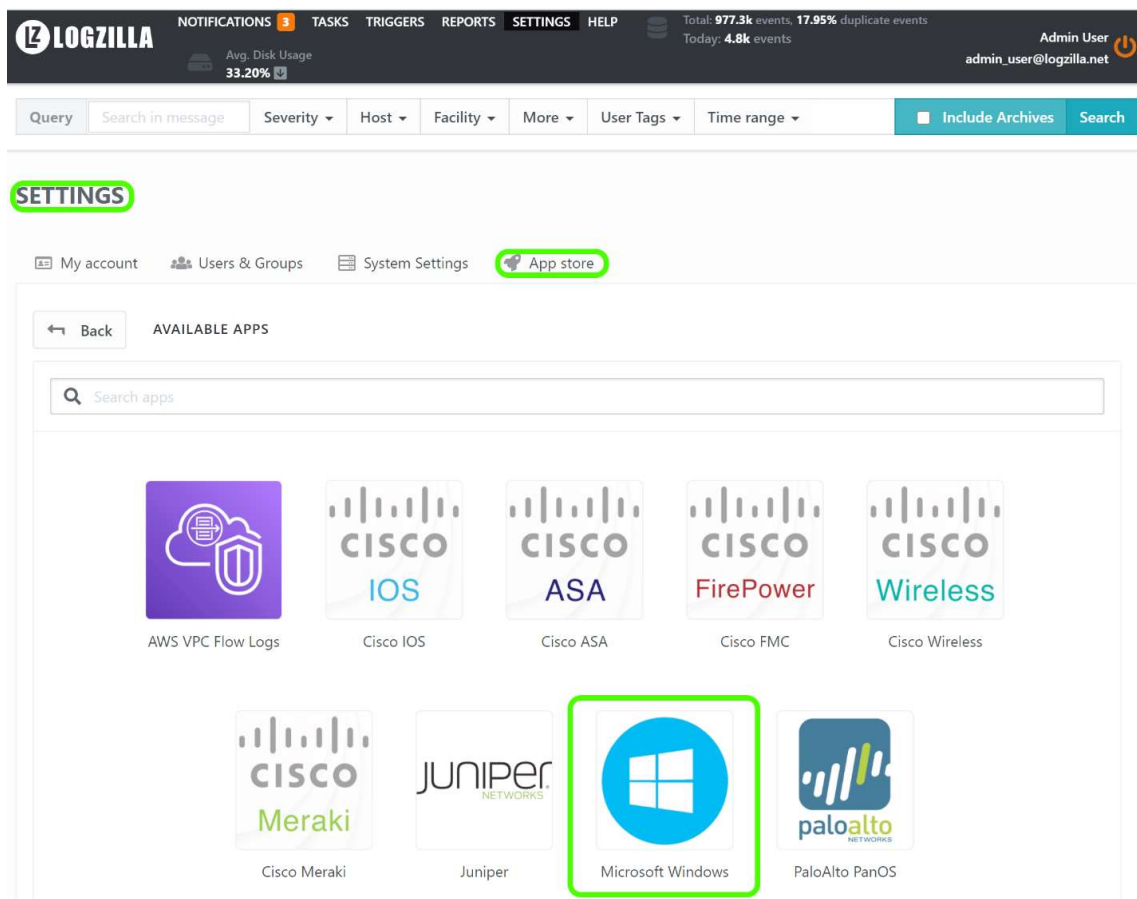 LOGZILLA
NOTIFICATIONS 3 TASKS TRIGGERS REPORTS SETTINGS HELP
Total: 977.3k events, 17.95% duplicate events
Today: 4.8k events
Avg. Disk Usage
33.20%
Admin User
admin_user@logzilla.net
Query Search in message Severity Host Facility More User Tags Time range Include Archives Search
SETTINGS
My account Users & Groups System Settings App store
Back AVAILABLE APPS
Search apps
CISCO IOS
CISCO ASA
CISCO FirePower
CISCO Wireless
AWS VPC Flow Logs Cisco IOS Cisco ASA Cisco FMC Cisco Wireless
CISCO Meraki
JUNIPER NETWORKS
paloalto NETWORKS
Cisco Meraki Juniper Microsoft Windows PaloAlto PanOS